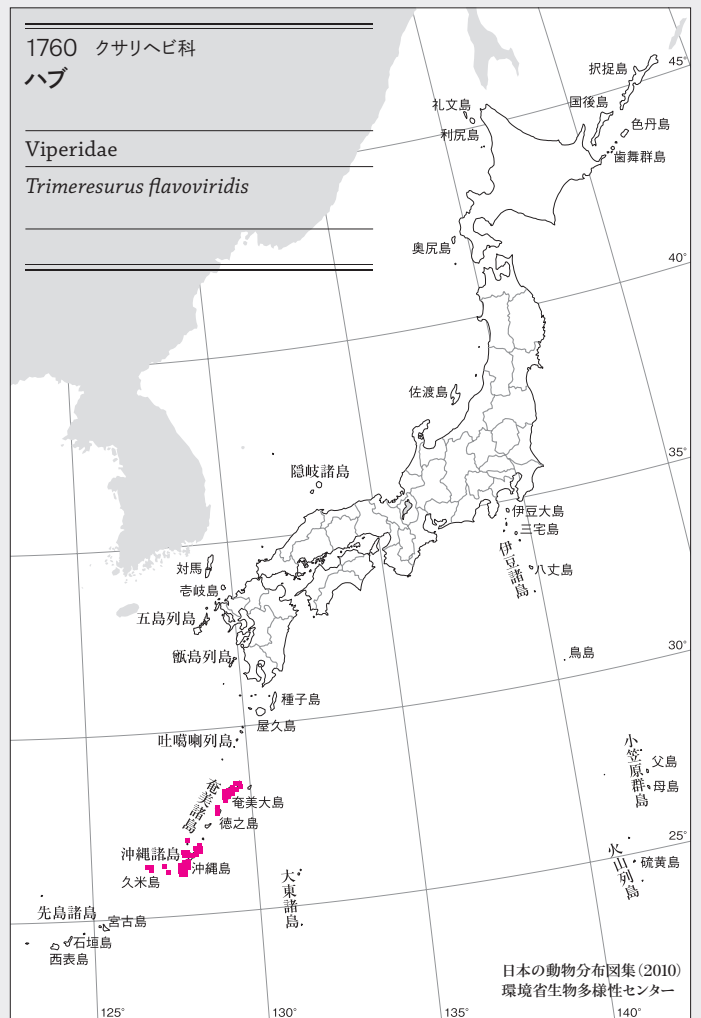 1760 クサリヘビ科
ハブ
Viperidae
Trimeresurus flavoviridis
択捉島
45°
礼文島
国後島
色丹島
利尻島
歯舞群島
奥尻島
40°
佐渡島
35°
隠岐諸島
伊豆大島
三宅島
伊豆諸島
八丈島
対馬
壱岐島
五島列島
甑島列島
30°
鳥島
種子島
屋久島
吐噶喇列島
小笠原群島
父島
母島
奄美諸島
奄美大島
徳之島
25°
沖縄諸島
沖縄島
久米島
火山列島
硫黄島
大東諸島
先島諸島
宮古島
石垣島
西表島
日本の動物分布図集(2010)
環境省生物多様性センター
125°
130°
135°
140°